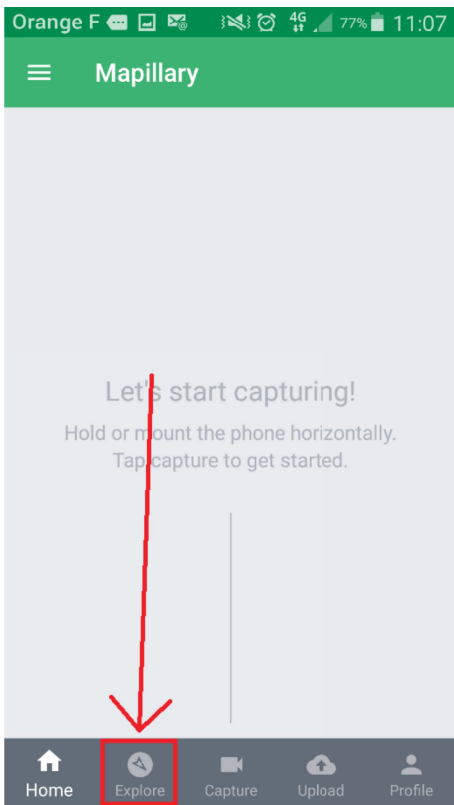 Orange F 4G 77% 11:07
Mapillary
Let's start capturing!
Hold or mount the phone horizontally.
Tap capture to get started.
Home Explore Capture Upload Profile